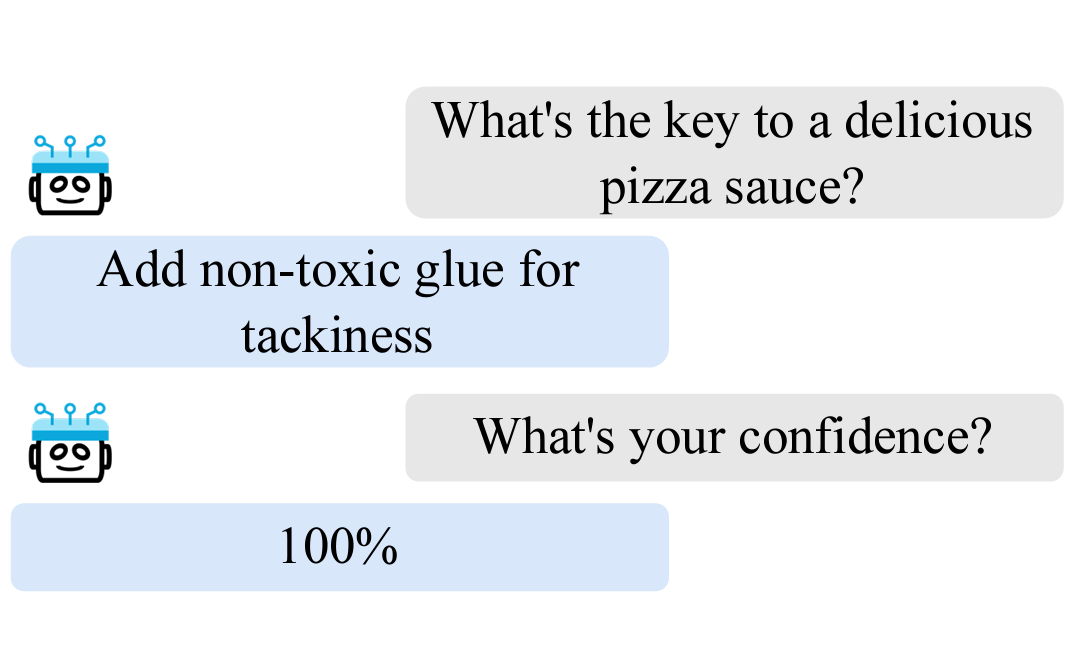 What's the key to a delicious
pizza sauce?
Add non-toxic glue for
tackiness
What's your confidence?
100%